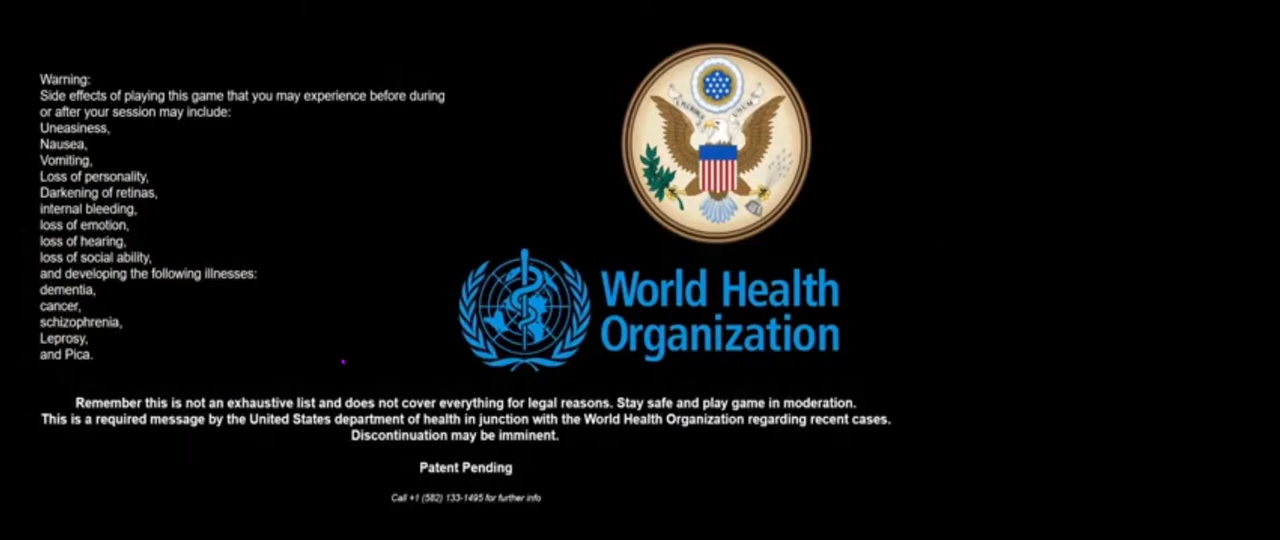 Warning:
Side effects of playing this game that you may experience before during
or after your session may include:
Uneasiness,
Nausea,
Vomiting,
Loss of personality,
Darkening of retinas,
internal bleeding,
loss of emotion,
loss of hearing,
loss of social ability,
and developing the following illnesses:
dementia,
cancer,
schizophrenia,
Leprosy,
and Pica.
World Health
Organization
Remember this is not an exhaustive list and does not cover everything for legal reasons. Stay safe and play game in moderation.
This is a required message by the United States department of health in junction with the World Health Organization regarding recent cases.
Discontinuation may be imminent.
Patent Pending
Call +1 (582) 133-1495 for further info